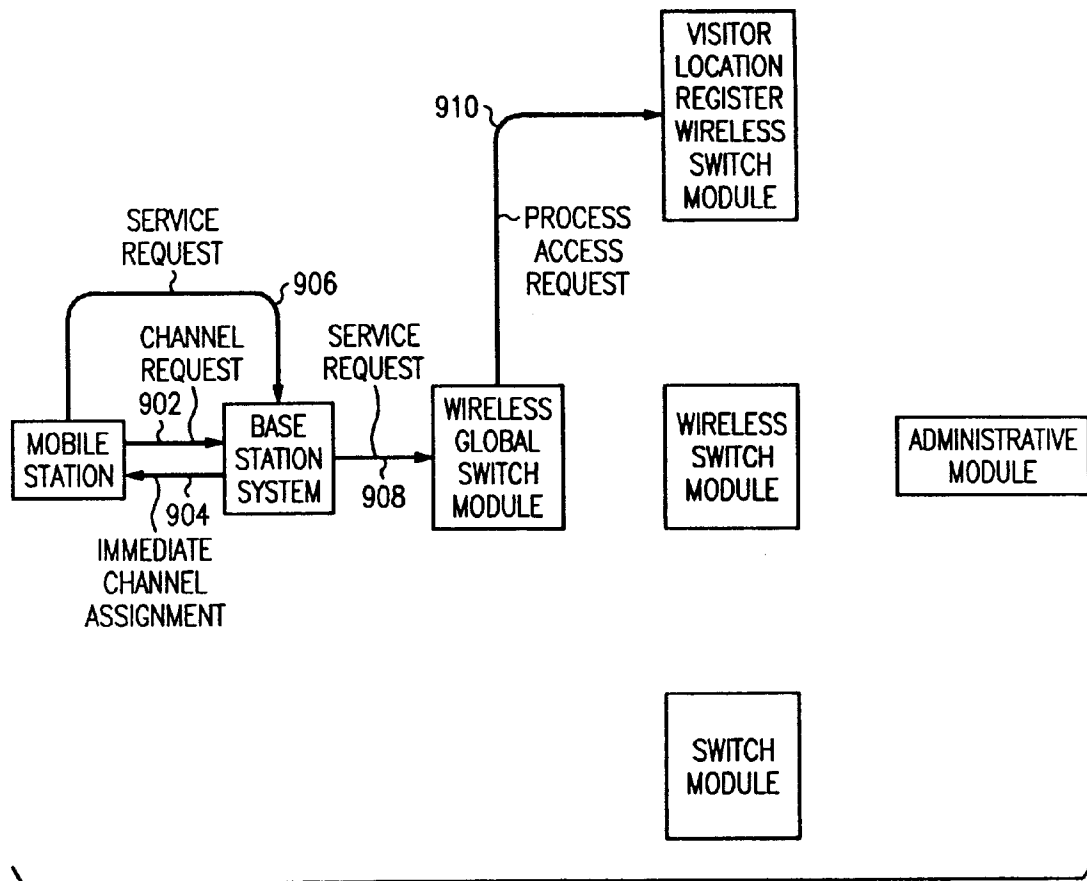 VISITOR
LOCATION
REGISTER
WIRELESS
SWITCH
MODULE
910
PROCESS
ACCESS
REQUEST
SERVICE
REQUEST
906
CHANNEL
REQUEST
902
SERVICE
REQUEST
MOBILE
STATION
BASE
STATION
SYSTEM
904
IMMEDIATE
CHANNEL
ASSIGNMENT
908
WIRELESS
GLOBAL
SWITCH
MODULE
WIRELESS
SWITCH
MODULE
ADMINISTRATIVE
MODULE
SWITCH
MODULE